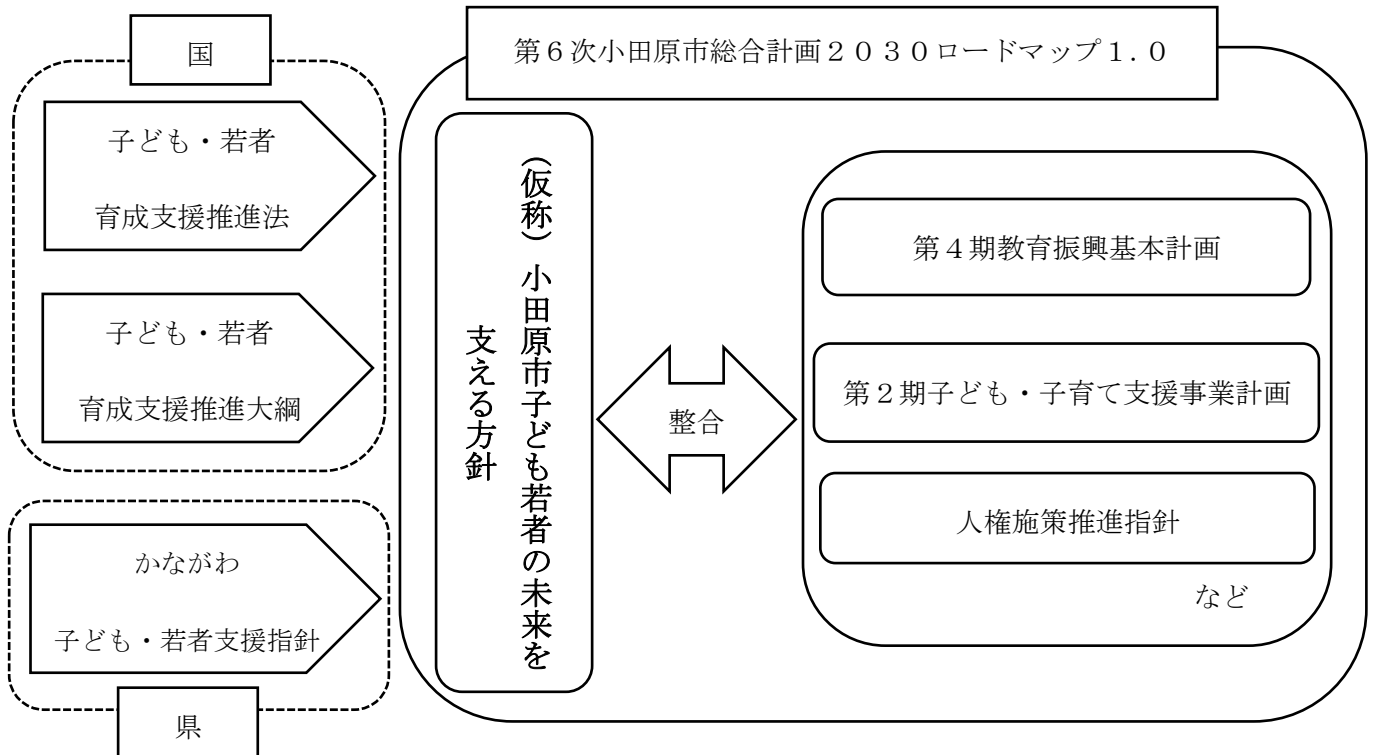 国
子ども・若者
育成支援推進法
子ども・若者
育成支援推進大綱
かながわ
子ども・若者支援指針
県
第6次小田原市総合計画2030ロードマップ1.0
(仮称)小田原市子ども若者の未来を
支える方針
整合
第4期教育振興基本計画
第2期子ども・子育て支援事業計画
人権施策推進指針
など